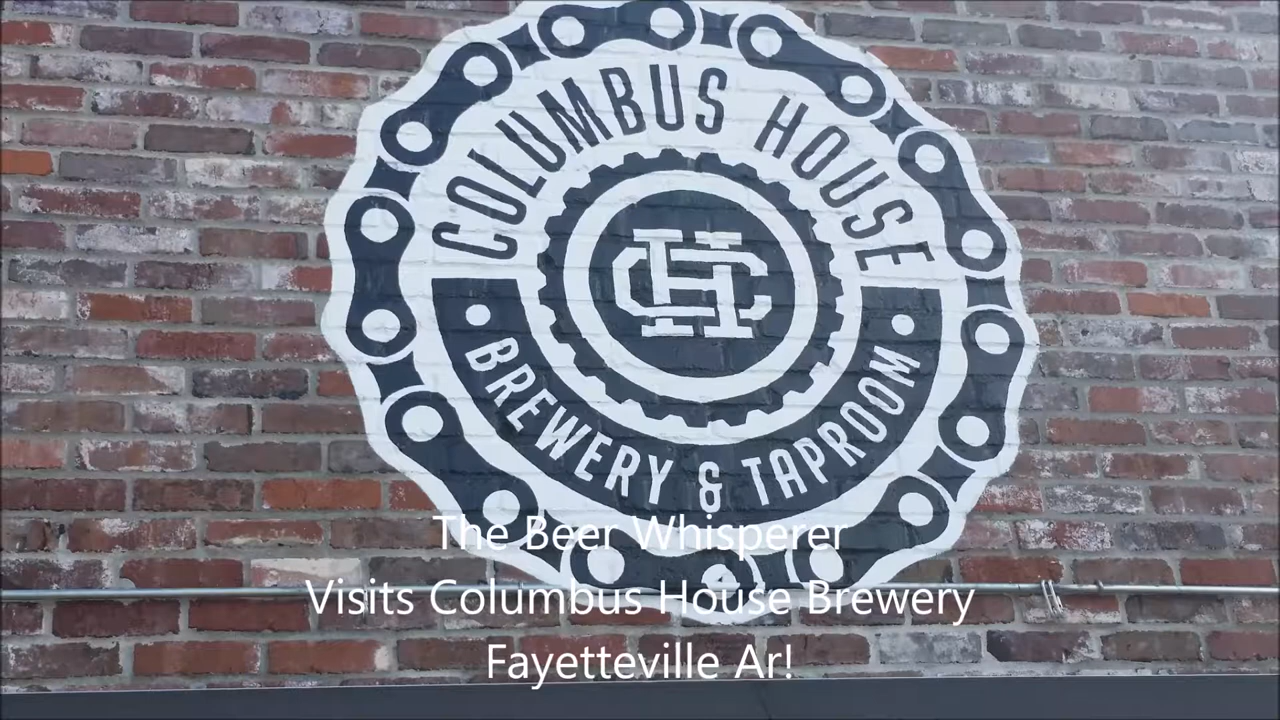 COLUMBUS HOUSE
CH
BREWERY & TAPROOM
The Beer Whisperer
Visits Columbus House Brewery
Fayetteville Ar!